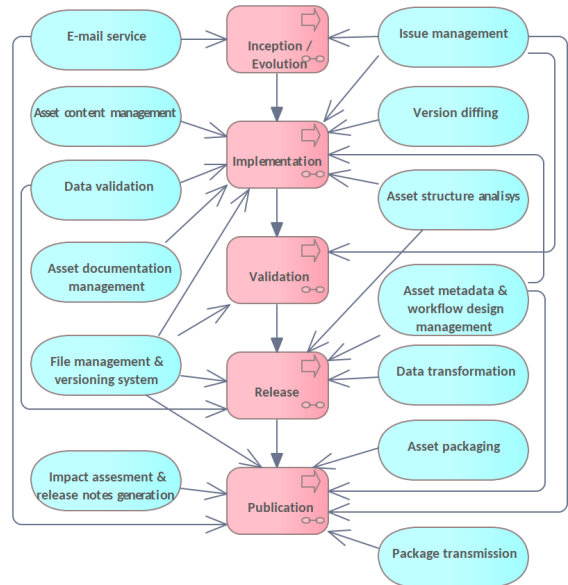 E-mail service
Inception /
Evolution
Issue management
Asset content management
Version diffing
Implementation
Data validation
Asset structure analisys
Asset documentation
management
Validation
Asset metadata &
workflow design
management
File management &
versioning system
Release
Data transformation
Asset packaging
Impact assesment &
release notes generation
Publication
Package transmission